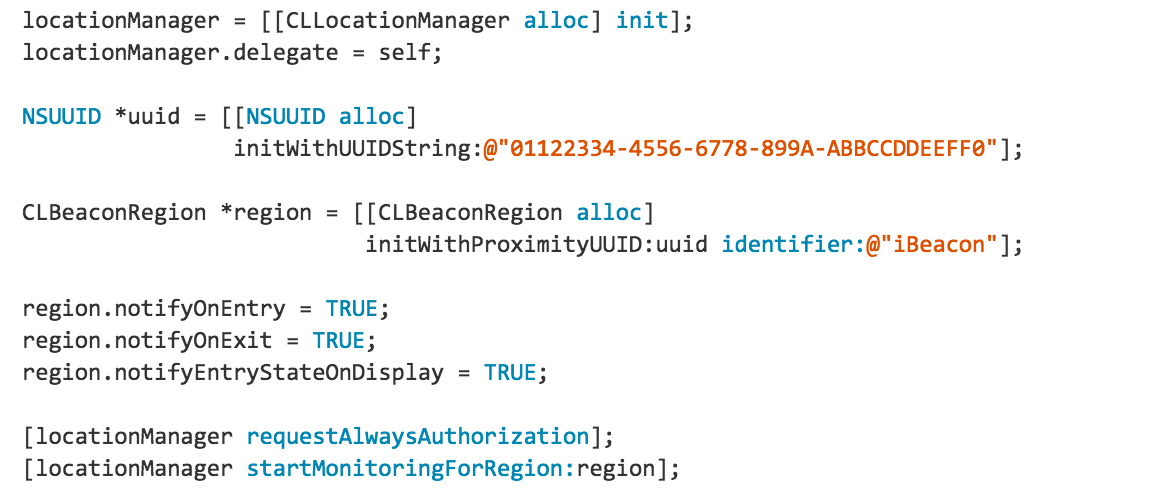 locationManager = [[CLLocationManager alloc] init];
locationManager.delegate = self;
NSUUID *uuid = [[NSUUID alloc]
initWithUUIDString:@"01122334-4556-6778-899A-ABBCCDDEEFF0"];
CLBeaconRegion *region = [[CLBeaconRegion alloc]
initWithProximityUUID:uuid identifier:@"iBeacon"];
region.notifyOnEntry = TRUE;
region.notifyOnExit = TRUE;
region.notifyEntryStateOnDisplay = TRUE;
[locationManager requestAlwaysAuthorization];
[locationManager startMonitoringForRegion:region];